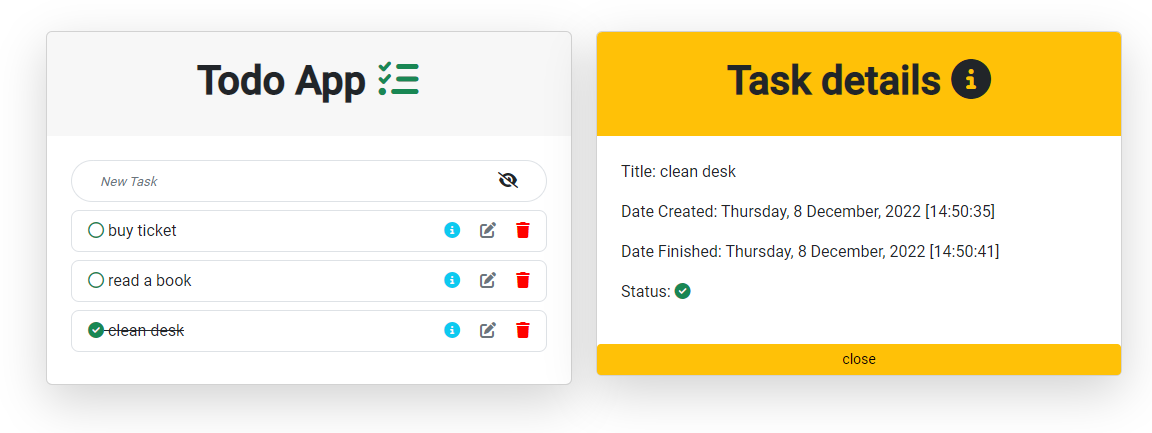 Todo App
New Task
buy ticket
read a book
clean desk
Task details
Title: clean desk
Date Created: Thursday, 8 December, 2022 [14:50:35]
Date Finished: Thursday, 8 December, 2022 [14:50:41]
Status:
close